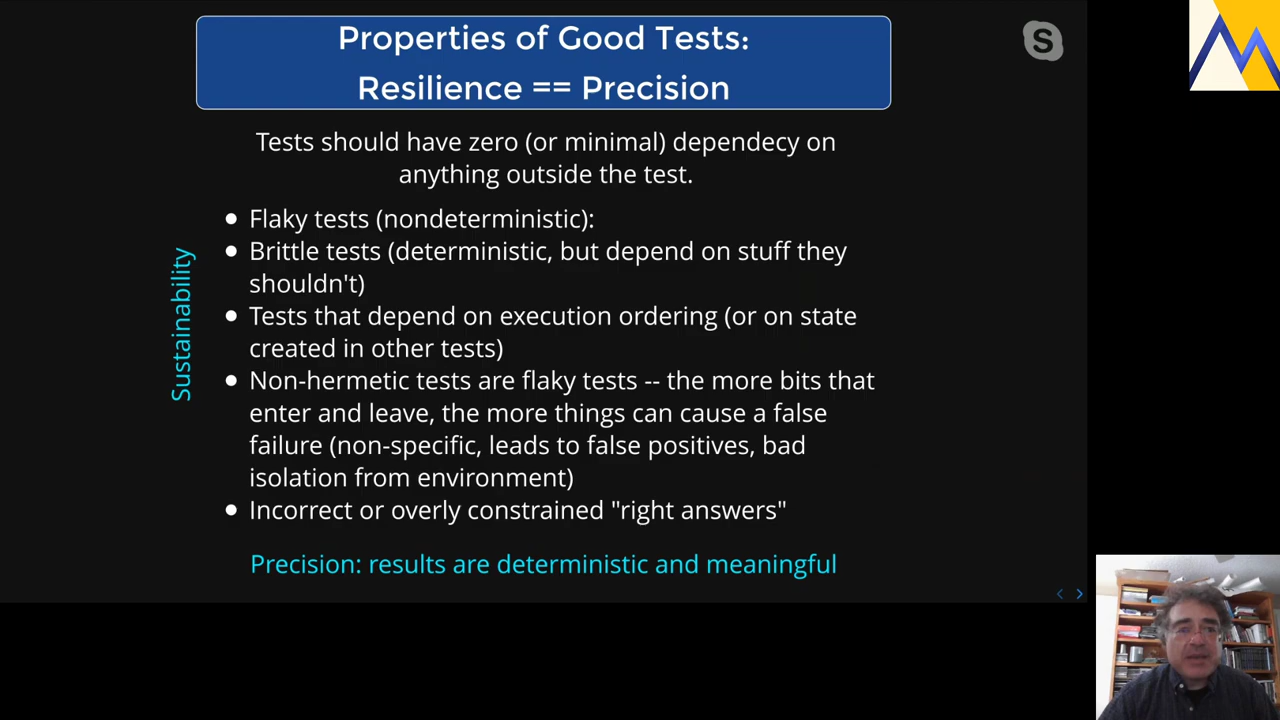 Properties of Good Tests:
Resilience == Precision
Tests should have zero (or minimal) dependecy on
anything outside the test.
Sustainability
● Flaky tests (nondeterministic):
● Brittle tests (deterministic, but depend on stuff they
shouldn't)
● Tests that depend on execution ordering (or on state
created in other tests)
● Non-hermetic tests are flaky tests -- the more bits that
enter and leave, the more things can cause a false
failure (non-specific, leads to false positives, bad
isolation from environment)
● Incorrect or overly constrained "right answers"
Precision: results are deterministic and meaningful
S